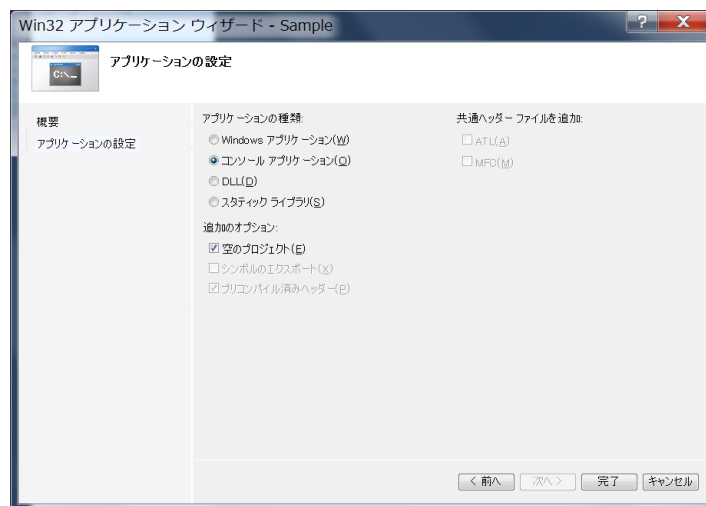 Win32 アプリケーション ウィザード - Sample
アプリケーションの設定
C:\_
概要
アプリケーションの設定
アプリケーションの種類:
Windows アプリケーション(W)
コンソール アプリケーション(O)
DLL(D)
スタティック ライブラリ(S)
追加のオプション:
空のプロジェクト(E)
シンボルのエクスポート(X)
プリコンパイル済みヘッダー(P)
共通ヘッダー ファイルを追加:
ATL(A)
MFC(M)
< 前へ
次へ >
完了
キャンセル